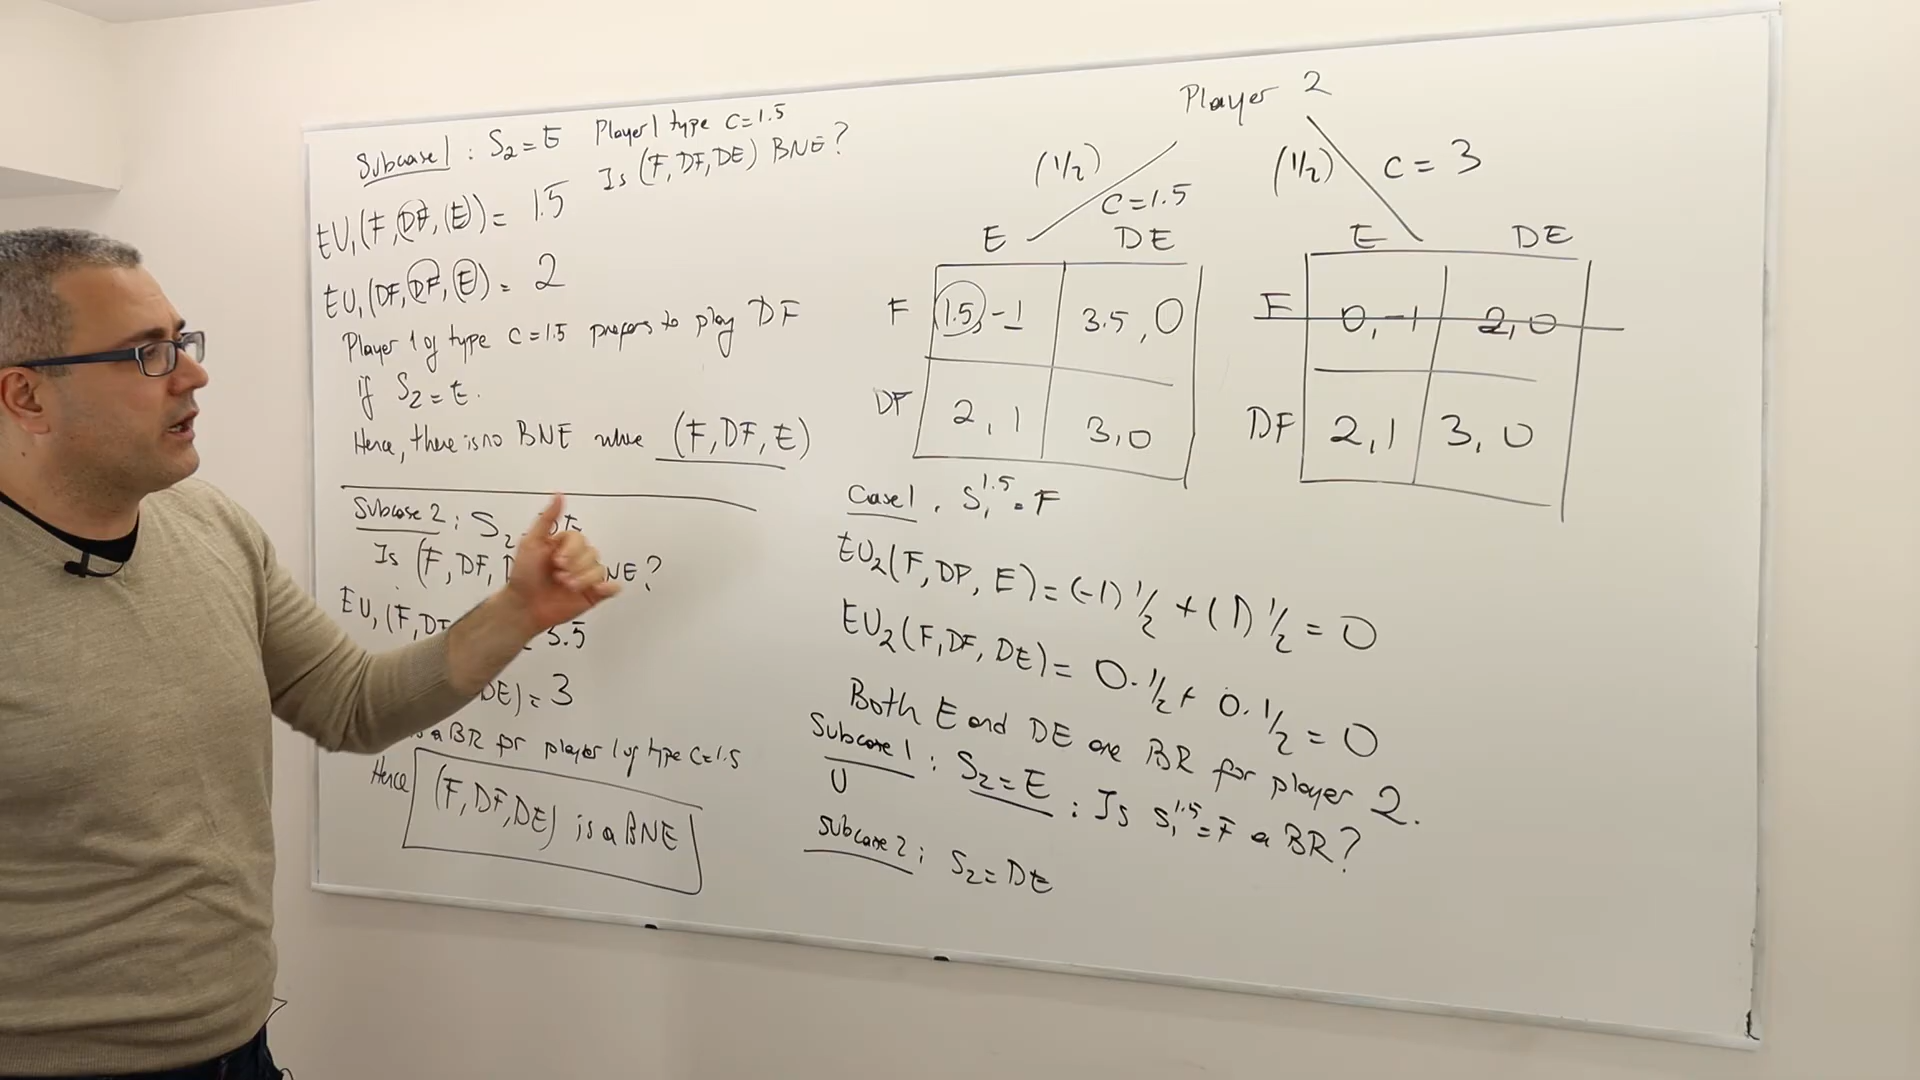 Subcase 1 : S2 = E Player 1 type c=1.5
Is (F, DF, DE) BNE?
EU1(F, DF, (E)) = 1.5
EU1(DF, DF, E) = 2
Player 1 of type c=1.5 prefers to play DF
if S2 = E.
Hence, there is no BNE where (F, DF, E)
Subcase 2 : S2
Is (F, DF, NE?
EU1(F, DF 3.5
DE) = 3
a BR for player 1 of type c=1.5
Hence (F, DF, DE) is a BNE
Player 2
(1/2) (1/2) c = 3
c=1.5
E DE E DE
F 1.5, -1 3.5, 0 F 0, -1 2, 0
DF 2, 1 3, 0 DF 2, 1 3, 0
Case 1 . S1^1.5 = F
EU2(F, DF, E) = (-1) 1/2 + (1) 1/2 = 0
EU2(F, DF, DE) = 0.1/2 + 0.1/2 = 0
Both E and DE are BR for player 2.
Subcase 1 : S2 = E : Is S1^1.5 = F a BR?
U
Subcase 2 ; S2 = DE